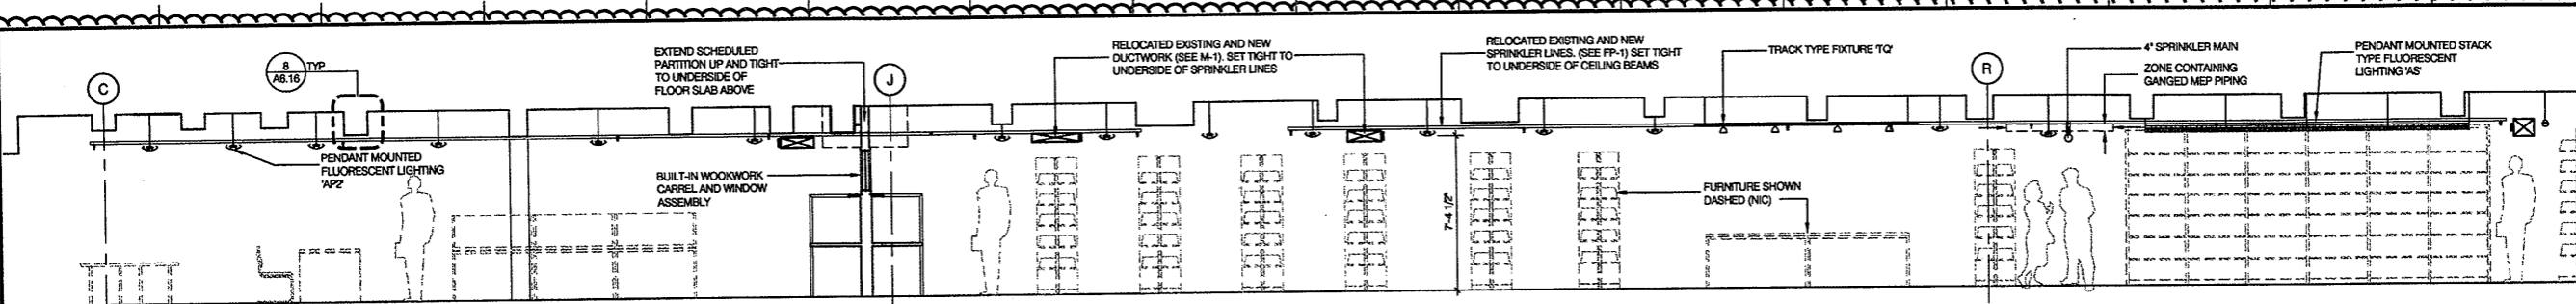 C
8
A6.16
TYP
PENDANT MOUNTED
FLUORESCENT LIGHTING
'AP2'
EXTEND SCHEDULED
PARTITION UP AND TIGHT
TO UNDERSIDE OF
FLOOR SLAB ABOVE
J
BUILT-IN WOOKWORK
CARREL AND WINDOW
ASSEMBLY
RELOCATED EXISTING AND NEW
DUCTWORK (SEE M-1). SET TIGHT TO
UNDERSIDE OF SPRINKLER LINES
RELOCATED EXISTING AND NEW
SPRINKLER LINES. (SEE FP-1) SET TIGHT
TO UNDERSIDE OF CEILING BEAMS
7'-4 1/2"
TRACK TYPE FIXTURE 'TQ'
FURNITURE SHOWN
DASHED (NIC)
R
4" SPRINKLER MAIN
ZONE CONTAINING
GANGED MEP PIPING
PENDANT MOUNTED STACK
TYPE FLUORESCENT
LIGHTING 'AS'